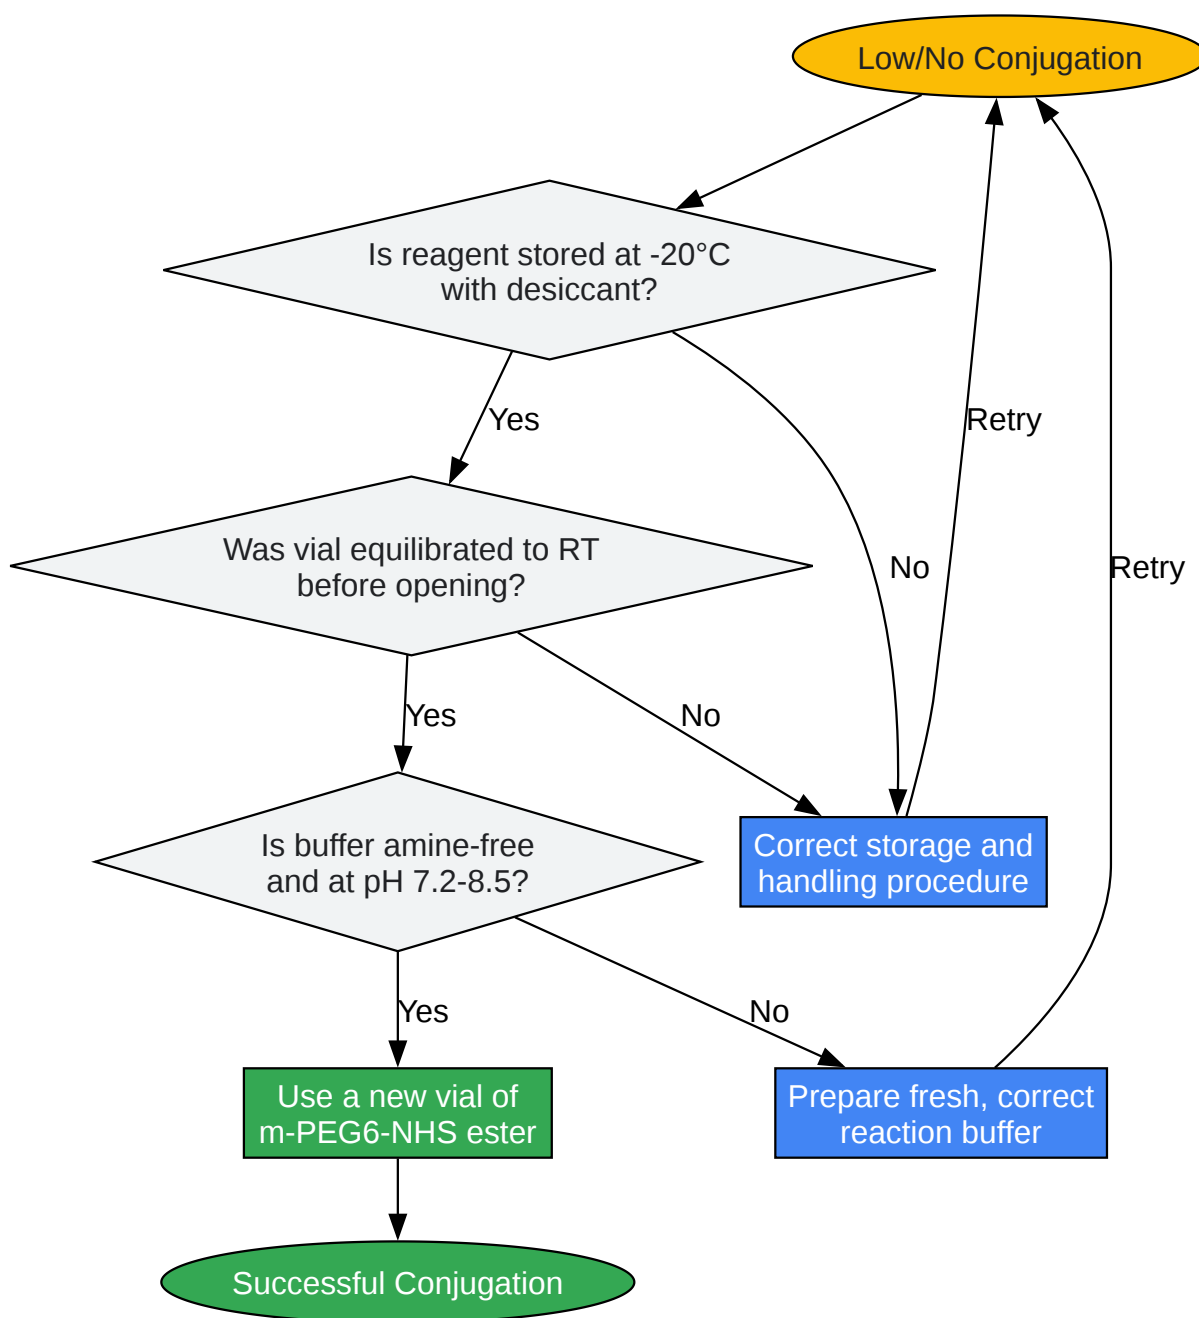 Low/No Conjugation
Is reagent stored at -20°C
with desiccant?
Yes
Retry
Was vial equilibrated to RT
before opening?
No
Retry
Yes
No
Is buffer amine-free
and at pH 7.2-8.5?
Correct storage and
handling procedure
Yes
No
Use a new vial of
m-PEG6-NHS ester
Prepare fresh, correct
reaction buffer
Successful Conjugation